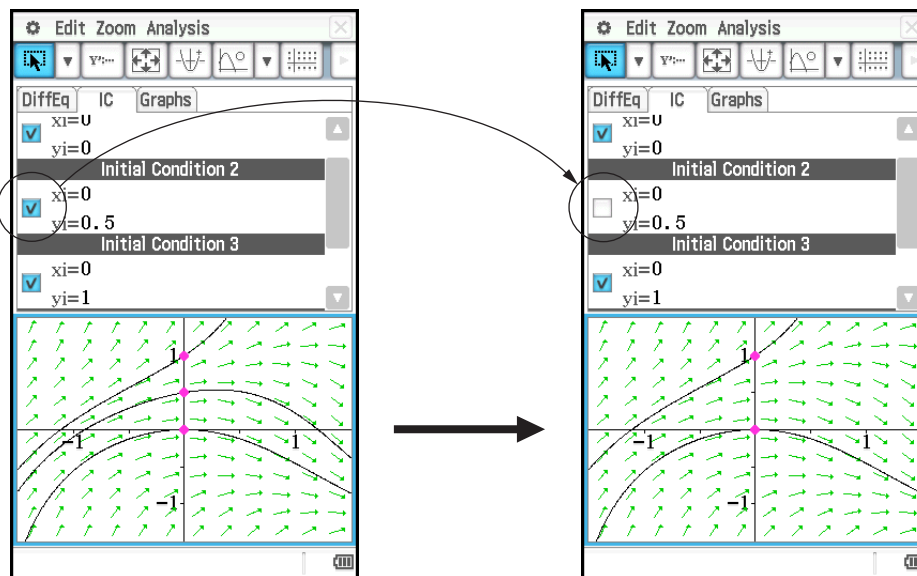 Edit Zoom Analysis
Y':···
DiffEq IC Graphs
xi=0
yi=0
Initial Condition 2
xi=0
yi=0.5
Initial Condition 3
xi=0
yi=1
1
-1 1
-1
Edit Zoom Analysis
Y':···
DiffEq IC Graphs
xi=0
yi=0
Initial Condition 2
xi=0
yi=0.5
Initial Condition 3
xi=0
yi=1
1
-1 1
-1